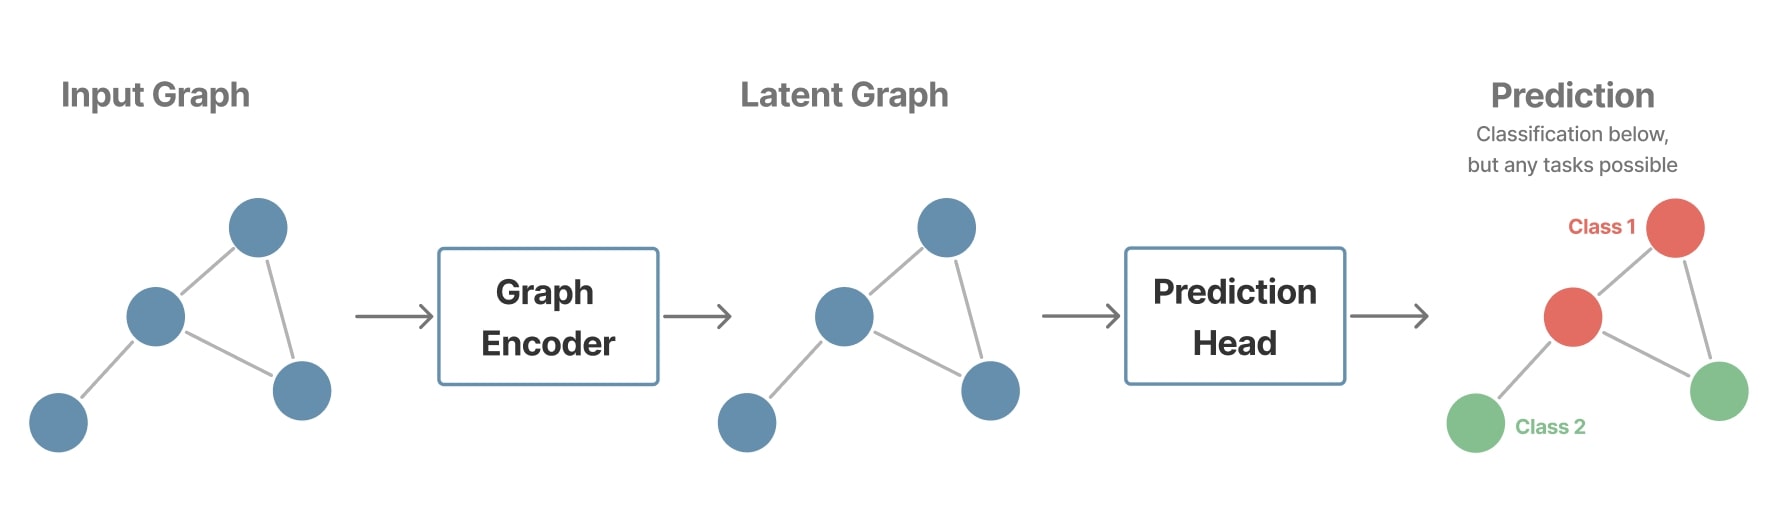 Input Graph
Graph
Encoder
Latent Graph
Prediction
Head
Prediction
Classification below,
but any tasks possible
Class 1
Class 2